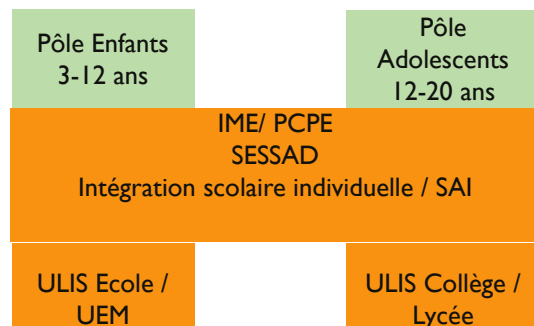 Pôle Enfants
3-12 ans
Pôle
Adolescents
12-20 ans
IME/ PCPE
SESSAD
Intégration scolaire individuelle / SAI
ULIS Ecole /
UEM
ULIS Collège /
Lycée